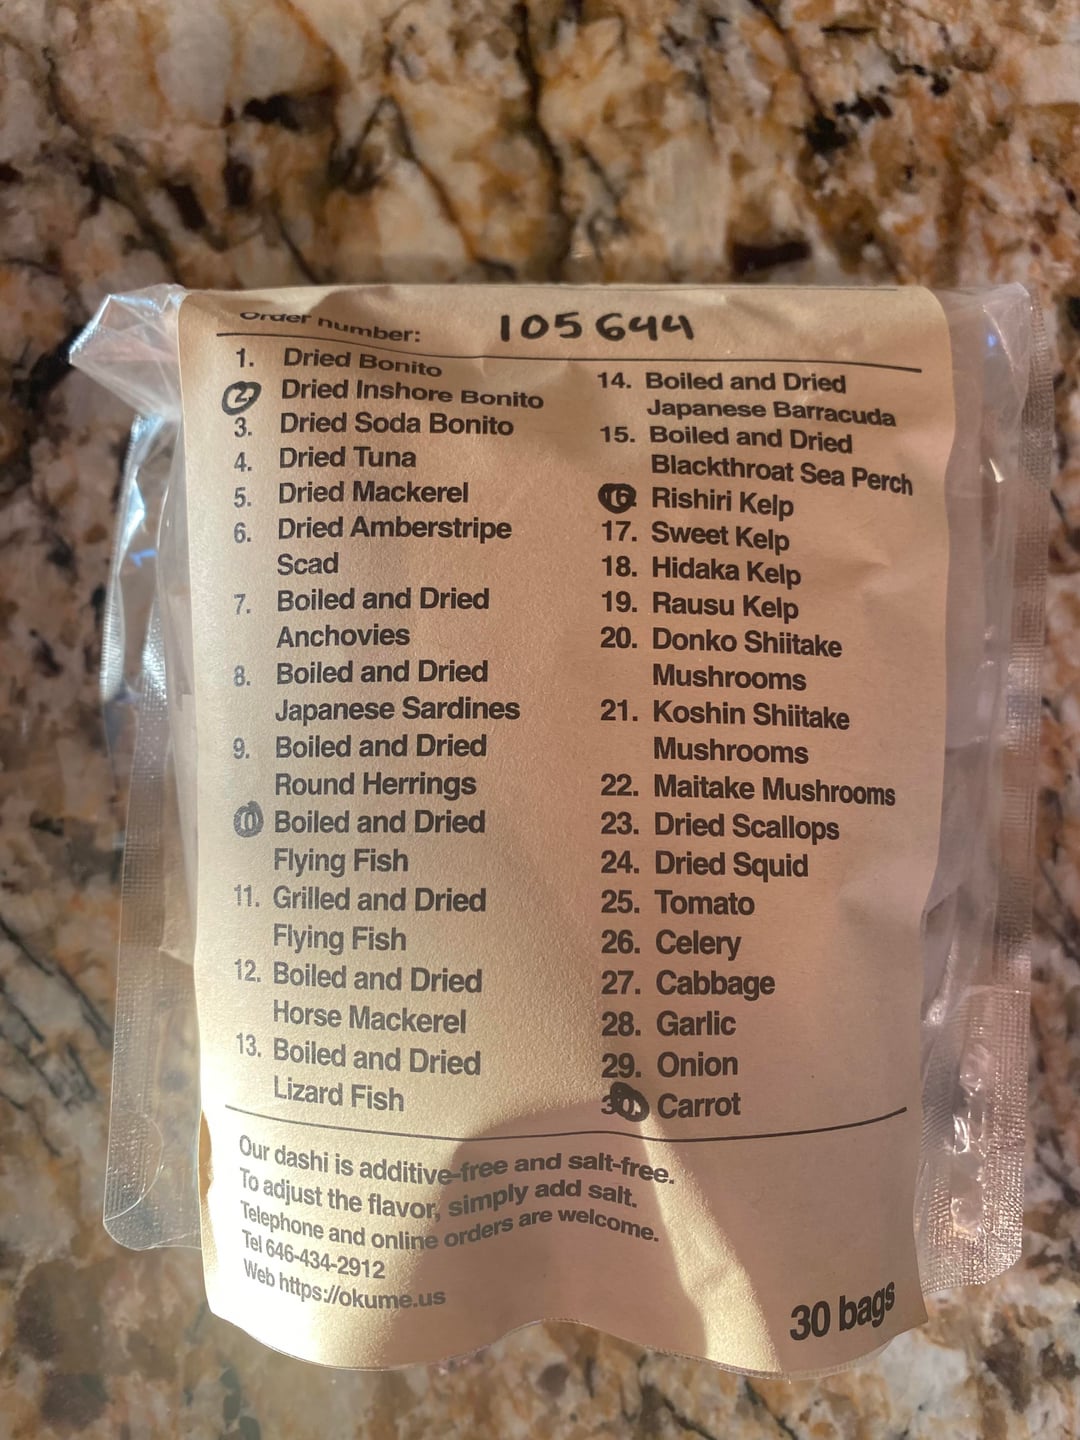 Order number: 105644
1. Dried Bonito
2. Dried Inshore Bonito
3. Dried Soda Bonito
4. Dried Tuna
5. Dried Mackerel
6. Dried Amberstripe
Scad
7. Boiled and Dried
Anchovies
8. Boiled and Dried
Japanese Sardines
9. Boiled and Dried
Round Herrings
10 Boiled and Dried
Flying Fish
11. Grilled and Dried
Flying Fish
12. Boiled and Dried
Horse Mackerel
13. Boiled and Dried
Lizard Fish
14. Boiled and Dried
Japanese Barracuda
15. Boiled and Dried
Blackthroat Sea Perch
16. Rishiri Kelp
17. Sweet Kelp
18. Hidaka Kelp
19. Rausu Kelp
20. Donko Shiitake
Mushrooms
21. Koshin Shiitake
Mushrooms
22. Maitake Mushrooms
23. Dried Scallops
24. Dried Squid
25. Tomato
26. Celery
27. Cabbage
28. Garlic
29. Onion
30. Carrot
Our dashi is additive-free and salt-free.
To adjust the flavor, simply add salt.
Telephone and online orders are welcome.
Tel 646-434-2912
Web https://okume.us
30 bags